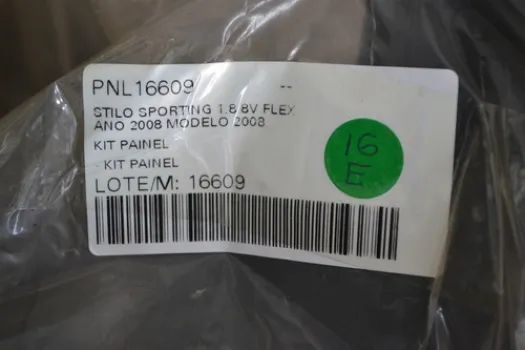 PNL16609 --
STILO SPORTING 1.8 8V FLEX
ANO 2008 MODELO 2008
KIT PAINEL
- KIT PAINEL
LOTE/M: 16609
16
E